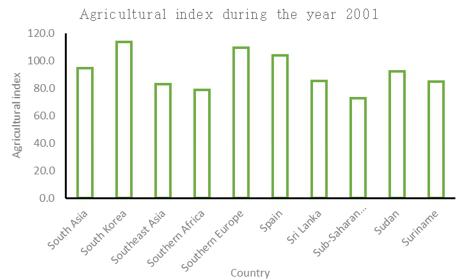 Agricultural index during the year 2001
Agricultural index
120.0
100.0
80.0
60.0
40.0
20.0
0.0
South Asia
South Korea
Southeast Asia
Southern Africa
Southern Europe
Spain
Sri Lanka
Sub-Saharan...
Sudan
Suriname
Country